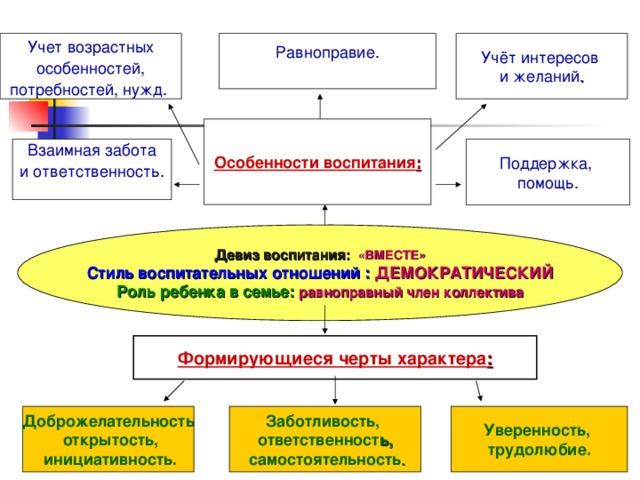 Учет возрастных
особенностей,
потребностей, нужд.
Равноправие.
Учёт интересов
и желаний.
Взаимная забота
и ответственность.
Особенности воспитания:
Поддержка,
помощь.
Девиз воспитания: «ВМЕСТЕ»
Стиль воспитательных отношений : ДЕМОКРАТИЧЕСКИЙ
Роль ребенка в семье: равноправный член коллектива
Формирующиеся черты характера:
Доброжелательность
открытость,
инициативность.
Заботливость,
ответственность,
самостоятельность.
Уверенность,
трудолюбие.